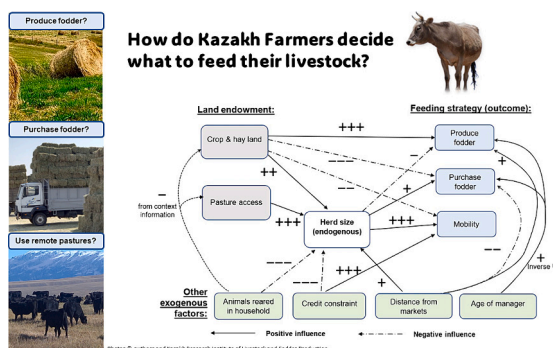 Produce fodder?
How do Kazakh Farmers decide
what to feed their livestock?
Purchase fodder?
Use remote pastures?
Land endowment:
Feeding strategy (outcome):
Crop & hay land
+++
Produce
fodder
–
+
– – –
++
– –
Purchase
fodder
+
–
from context
information
Pasture access
+++
Herd size
(endogenous)
+++
Mobility
– –
– – –
– – –
+++
+
+
Inverse
Other
exogenous
factors:
Animals reared
in household
Credit constraint
Distance from
markets
Age of manager
Positive influence
Negative influence